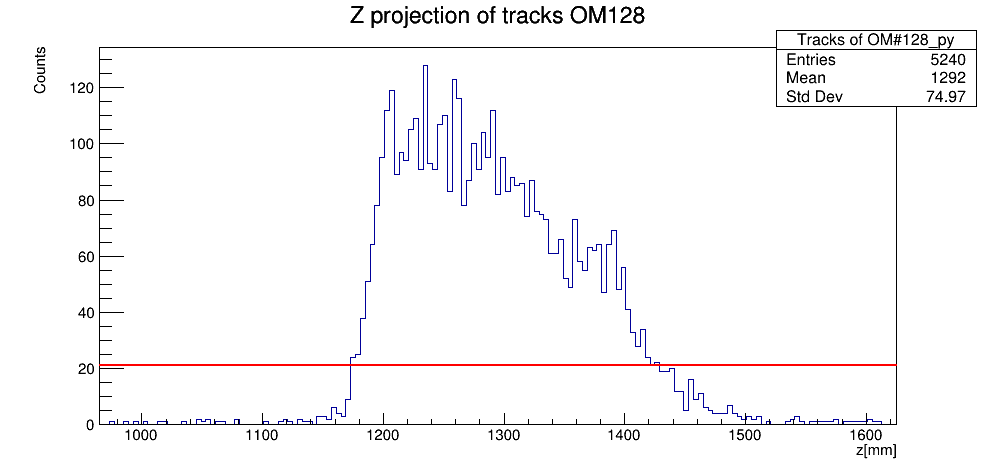 Z projection of tracks OM128
Tracks of OM#128_py
Entries 5240
Mean 1292
Std Dev 74.97
Counts
120
100
80
60
40
20
0
1000 1100 1200 1300 1400 1500 1600
z[mm]